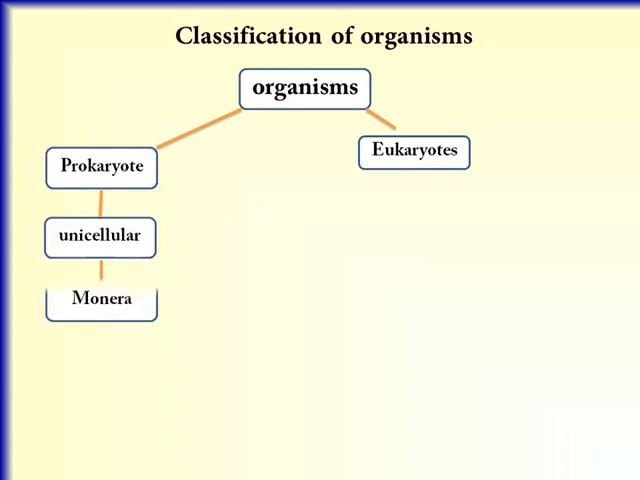 Classification of organisms
organisms
Prokaryote
Eukaryotes
unicellular
Monera